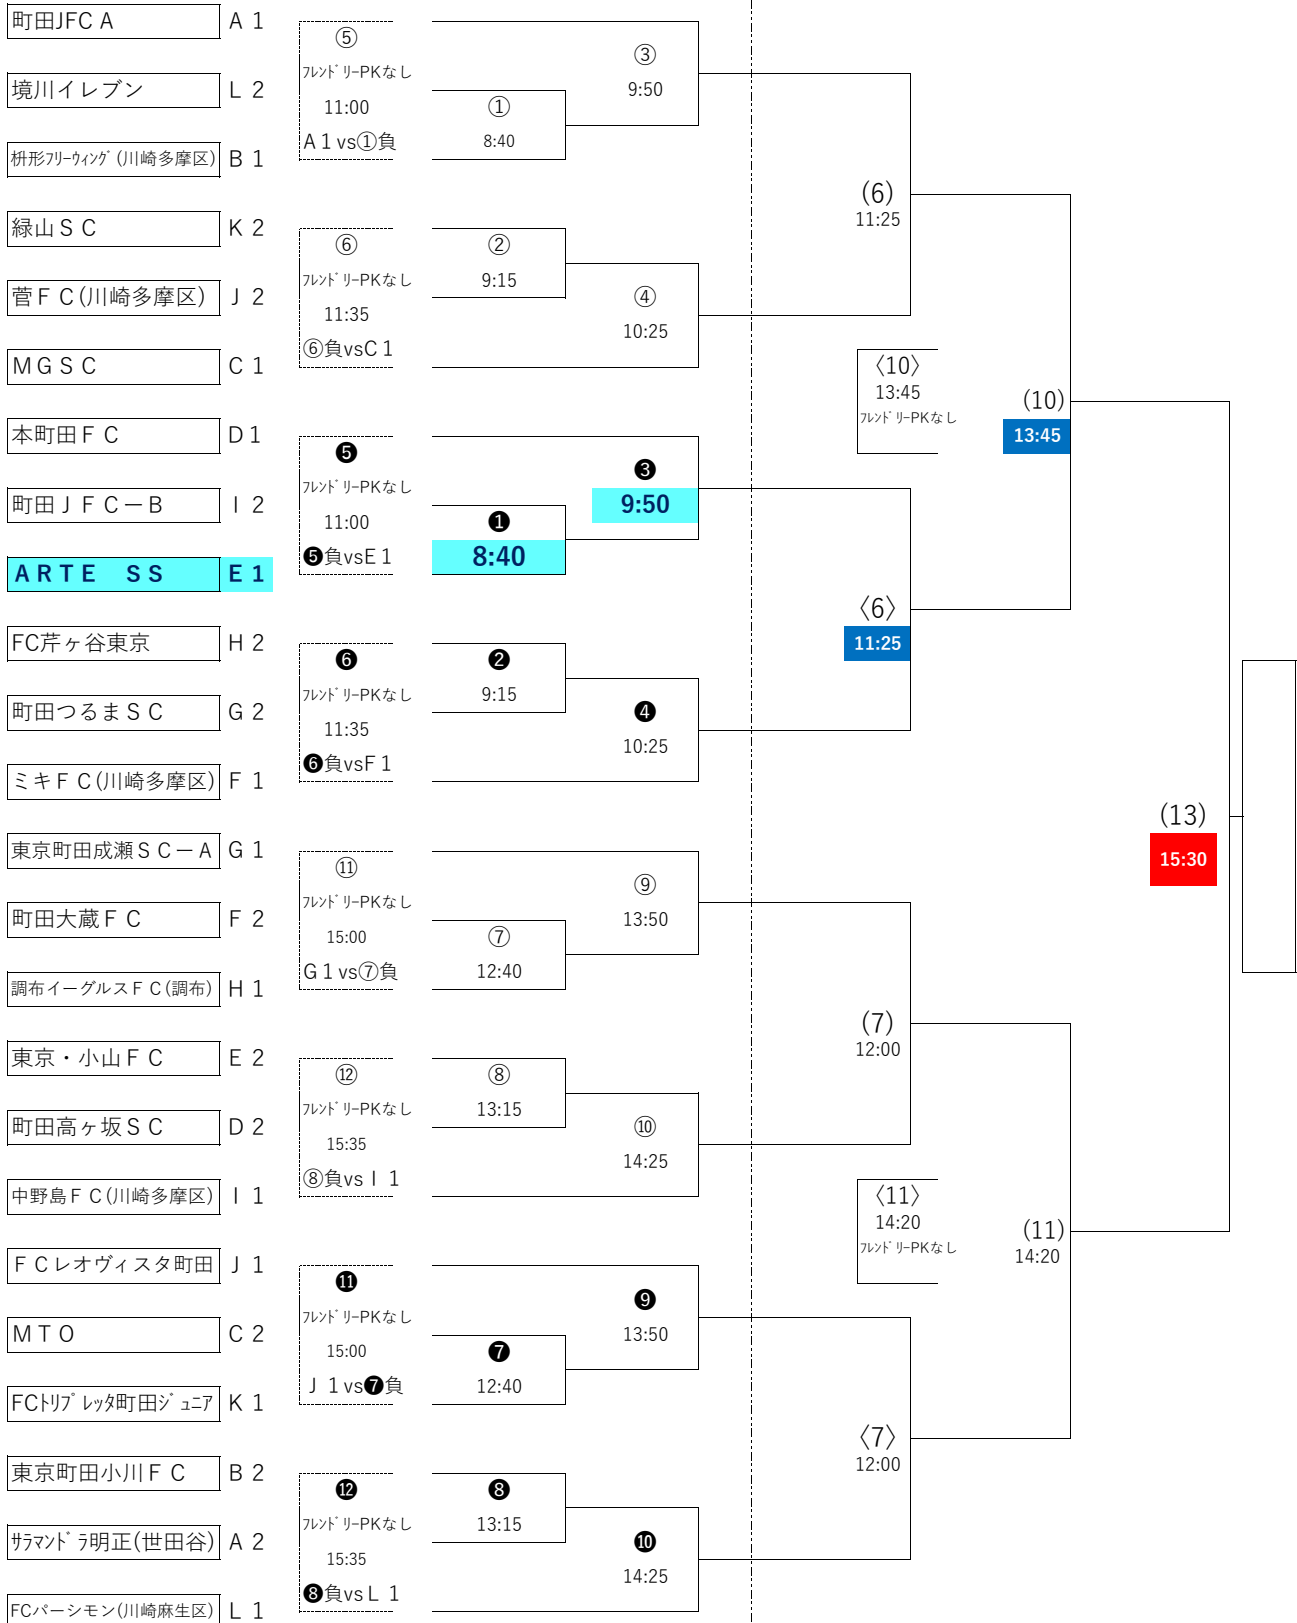 町田JFC A A 1
⑤
③
フレンドリーPKなし
9:50
境川イレブン L 2
11:00
①
A 1 vs①負
8:40
枡形フリーウィング(川崎多摩区) B 1
(6)
11:25
緑山ＳＣ K 2
⑥
②
フレンドリーPKなし
9:15
菅ＦＣ(川崎多摩区) J 2
④
11:35
10:25
⑥負vsC 1
ＭＧＳＣ C 1
〈10〉
13:45
フレンドリーPKなし
(10)
13:45
本町田ＦＣ D 1
❺
❸
フレンドリーPKなし
9:50
町田ＪＦＣ－Ｂ I 2
11:00
❶
❺負vsE 1
8:40
ＡＲＴＥ　ＳＳ E 1
〈6〉
11:25
FC芹ヶ谷東京 H 2
❻
❷
フレンドリーPKなし
9:15
町田つるまＳＣ G 2
❹
11:35
10:25
❻負vsF 1
ミキＦＣ(川崎多摩区) F 1
(13)
15:30
東京町田成瀬ＳＣ－Ａ G 1
⑪
⑨
フレンドリーPKなし
13:50
町田大蔵ＦＣ F 2
15:00
⑦
G 1 vs⑦負
12:40
調布イーグルスＦＣ(調布) H 1
(7)
12:00
東京・小山ＦＣ E 2
⑫
⑧
フレンドリーPKなし
13:15
町田高ヶ坂ＳＣ D 2
⑩
15:35
14:25
⑧負vsＩ 1
中野島ＦＣ(川崎多摩区) I 1
〈11〉
14:20
フレンドリーPKなし
(11)
14:20
ＦＣレオヴィスタ町田 J 1
⓫
❾
フレンドリーPKなし
13:50
ＭＴＯ C 2
15:00
❼
Ｊ 1 vs❼負
12:40
FCトリプレッタ町田ジュニア K 1
〈7〉
12:00
東京町田小川ＦＣ B 2
⓬
❽
フレンドリーPKなし
13:15
サラマンドラ明正(世田谷) A 2
❿
15:35
14:25
❽負vsＬ 1
FCパーシモン(川崎麻生区) L 1